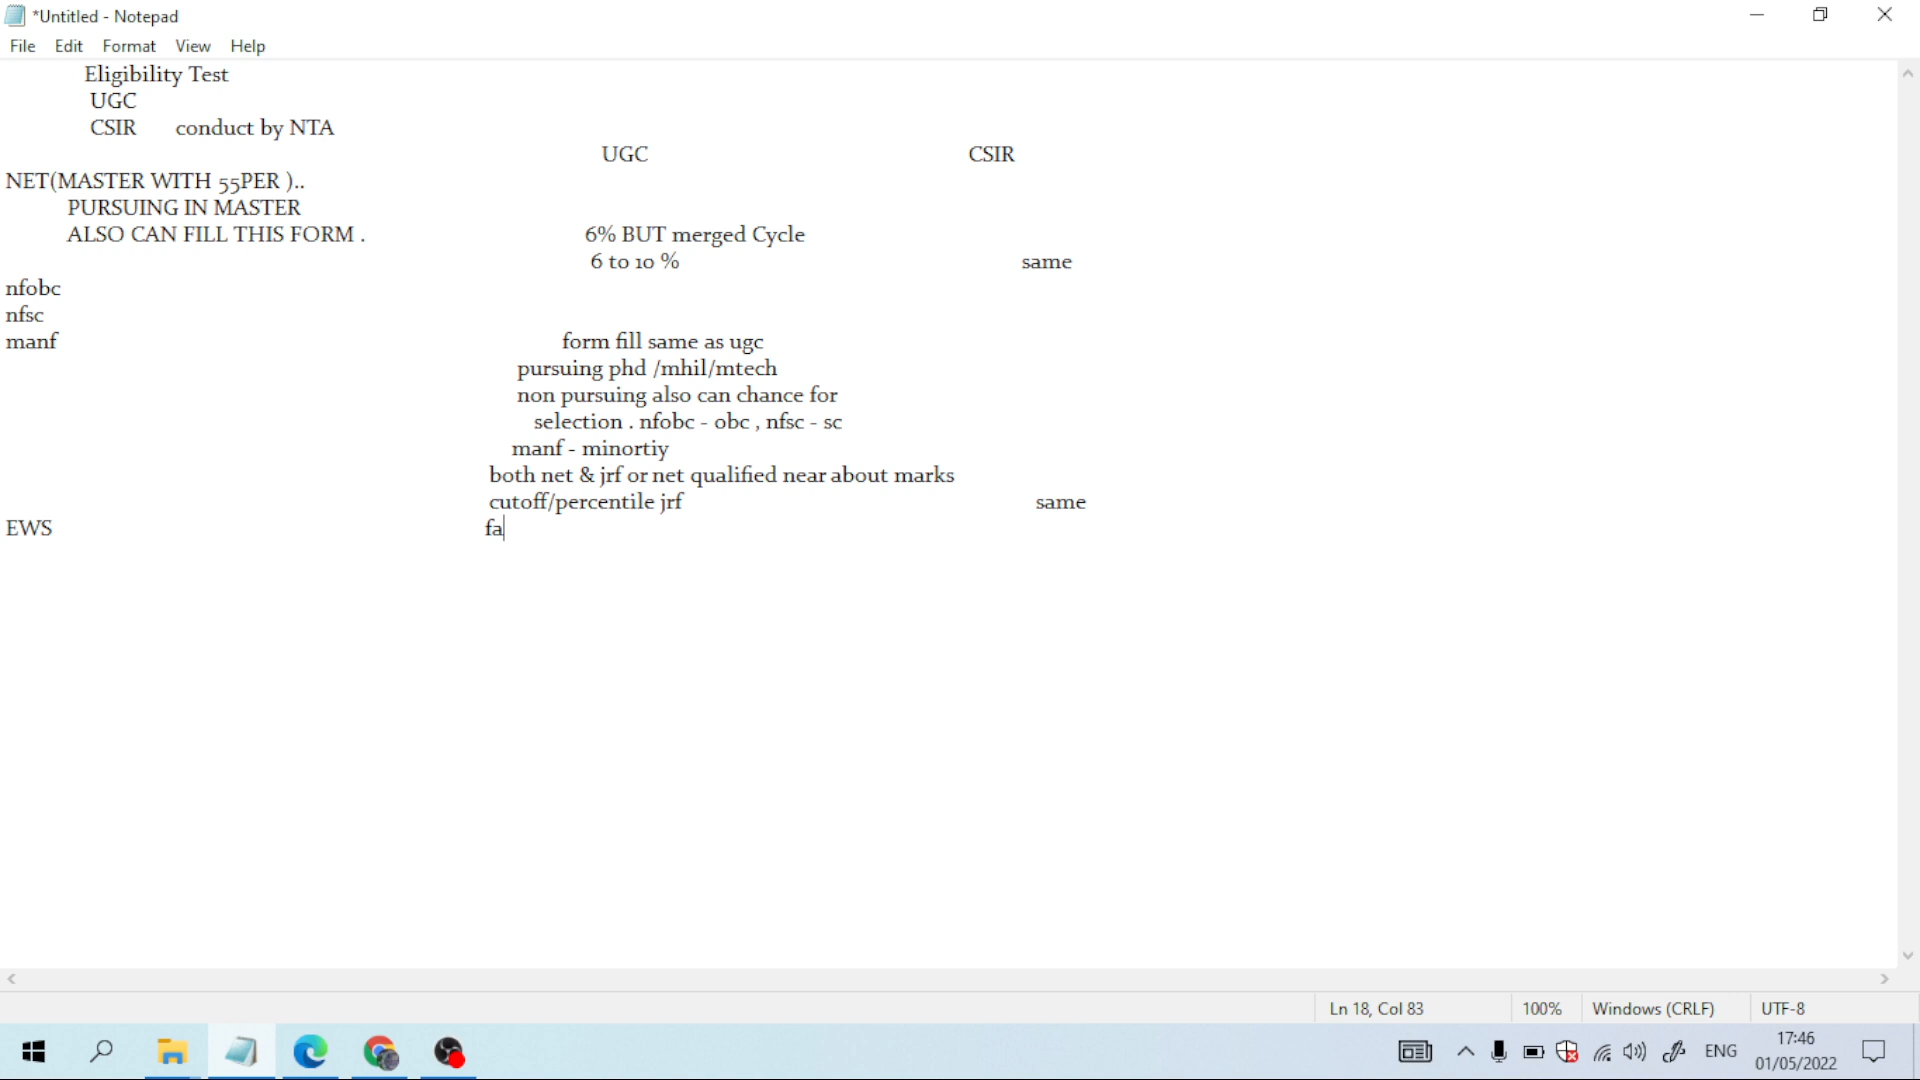 *Untitled - Notepad
File Edit Format View Help
Eligibility Test
UGC
CSIR conduct by NTA
UGC CSIR
NET(MASTER WITH 55PER )..
PURSUING IN MASTER
ALSO CAN FILL THIS FORM . 6% BUT merged Cycle
6 to 10 % same
nfobc
nfsc
manf form fill same as ugc
pursuing phd /mhil/mtech
non pursuing also can chance for
selection . nfobc - obc , nfsc - sc
manf - minortiy
both net & jrf or net qualified near about marks
cutoff/percentile jrf same
EWS fa
Ln 18, Col 83 100% Windows (CRLF) UTF-8
ENG 17:46
01/05/2022